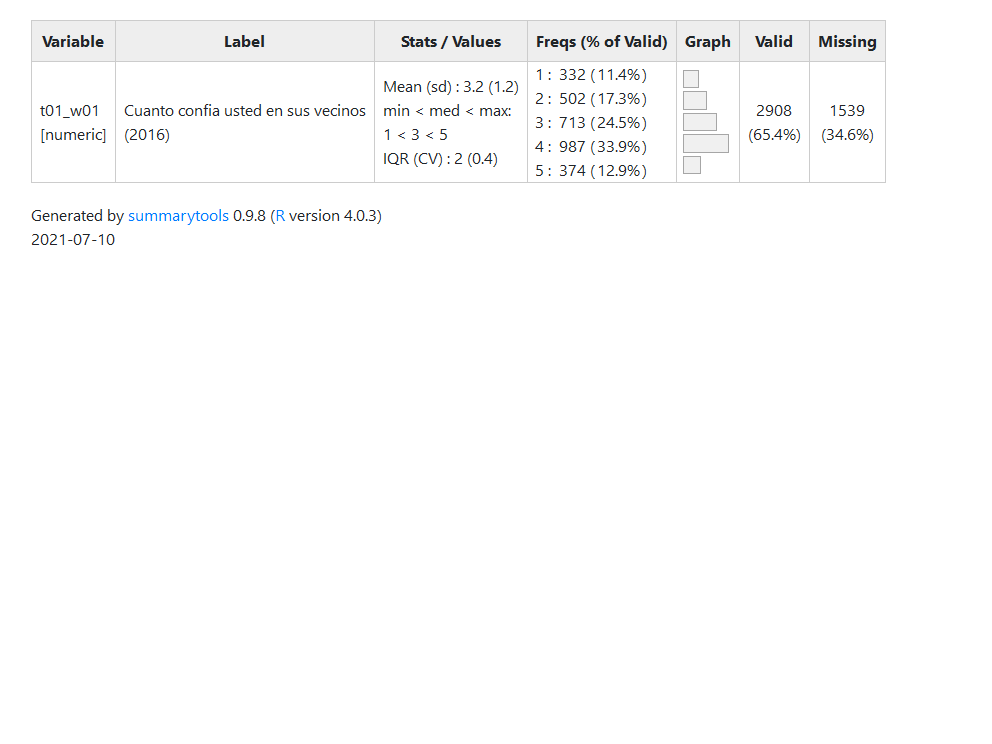 Variable Label Stats / Values Freqs (% of Valid) Graph Valid Missing
t01_w01
[numeric]
Cuanto confia usted en sus vecinos
(2016)
Mean (sd) : 3.2 (1.2)
min < med < max:
1 < 3 < 5
IQR (CV) : 2 (0.4)
1 : 332 (11.4%)
2 : 502 (17.3%)
3 : 713 (24.5%)
4 : 987 (33.9%)
5 : 374 (12.9%)
2908
(65.4%)
1539
(34.6%)
Generated by summarytools 0.9.8 (R version 4.0.3)
2021-07-10